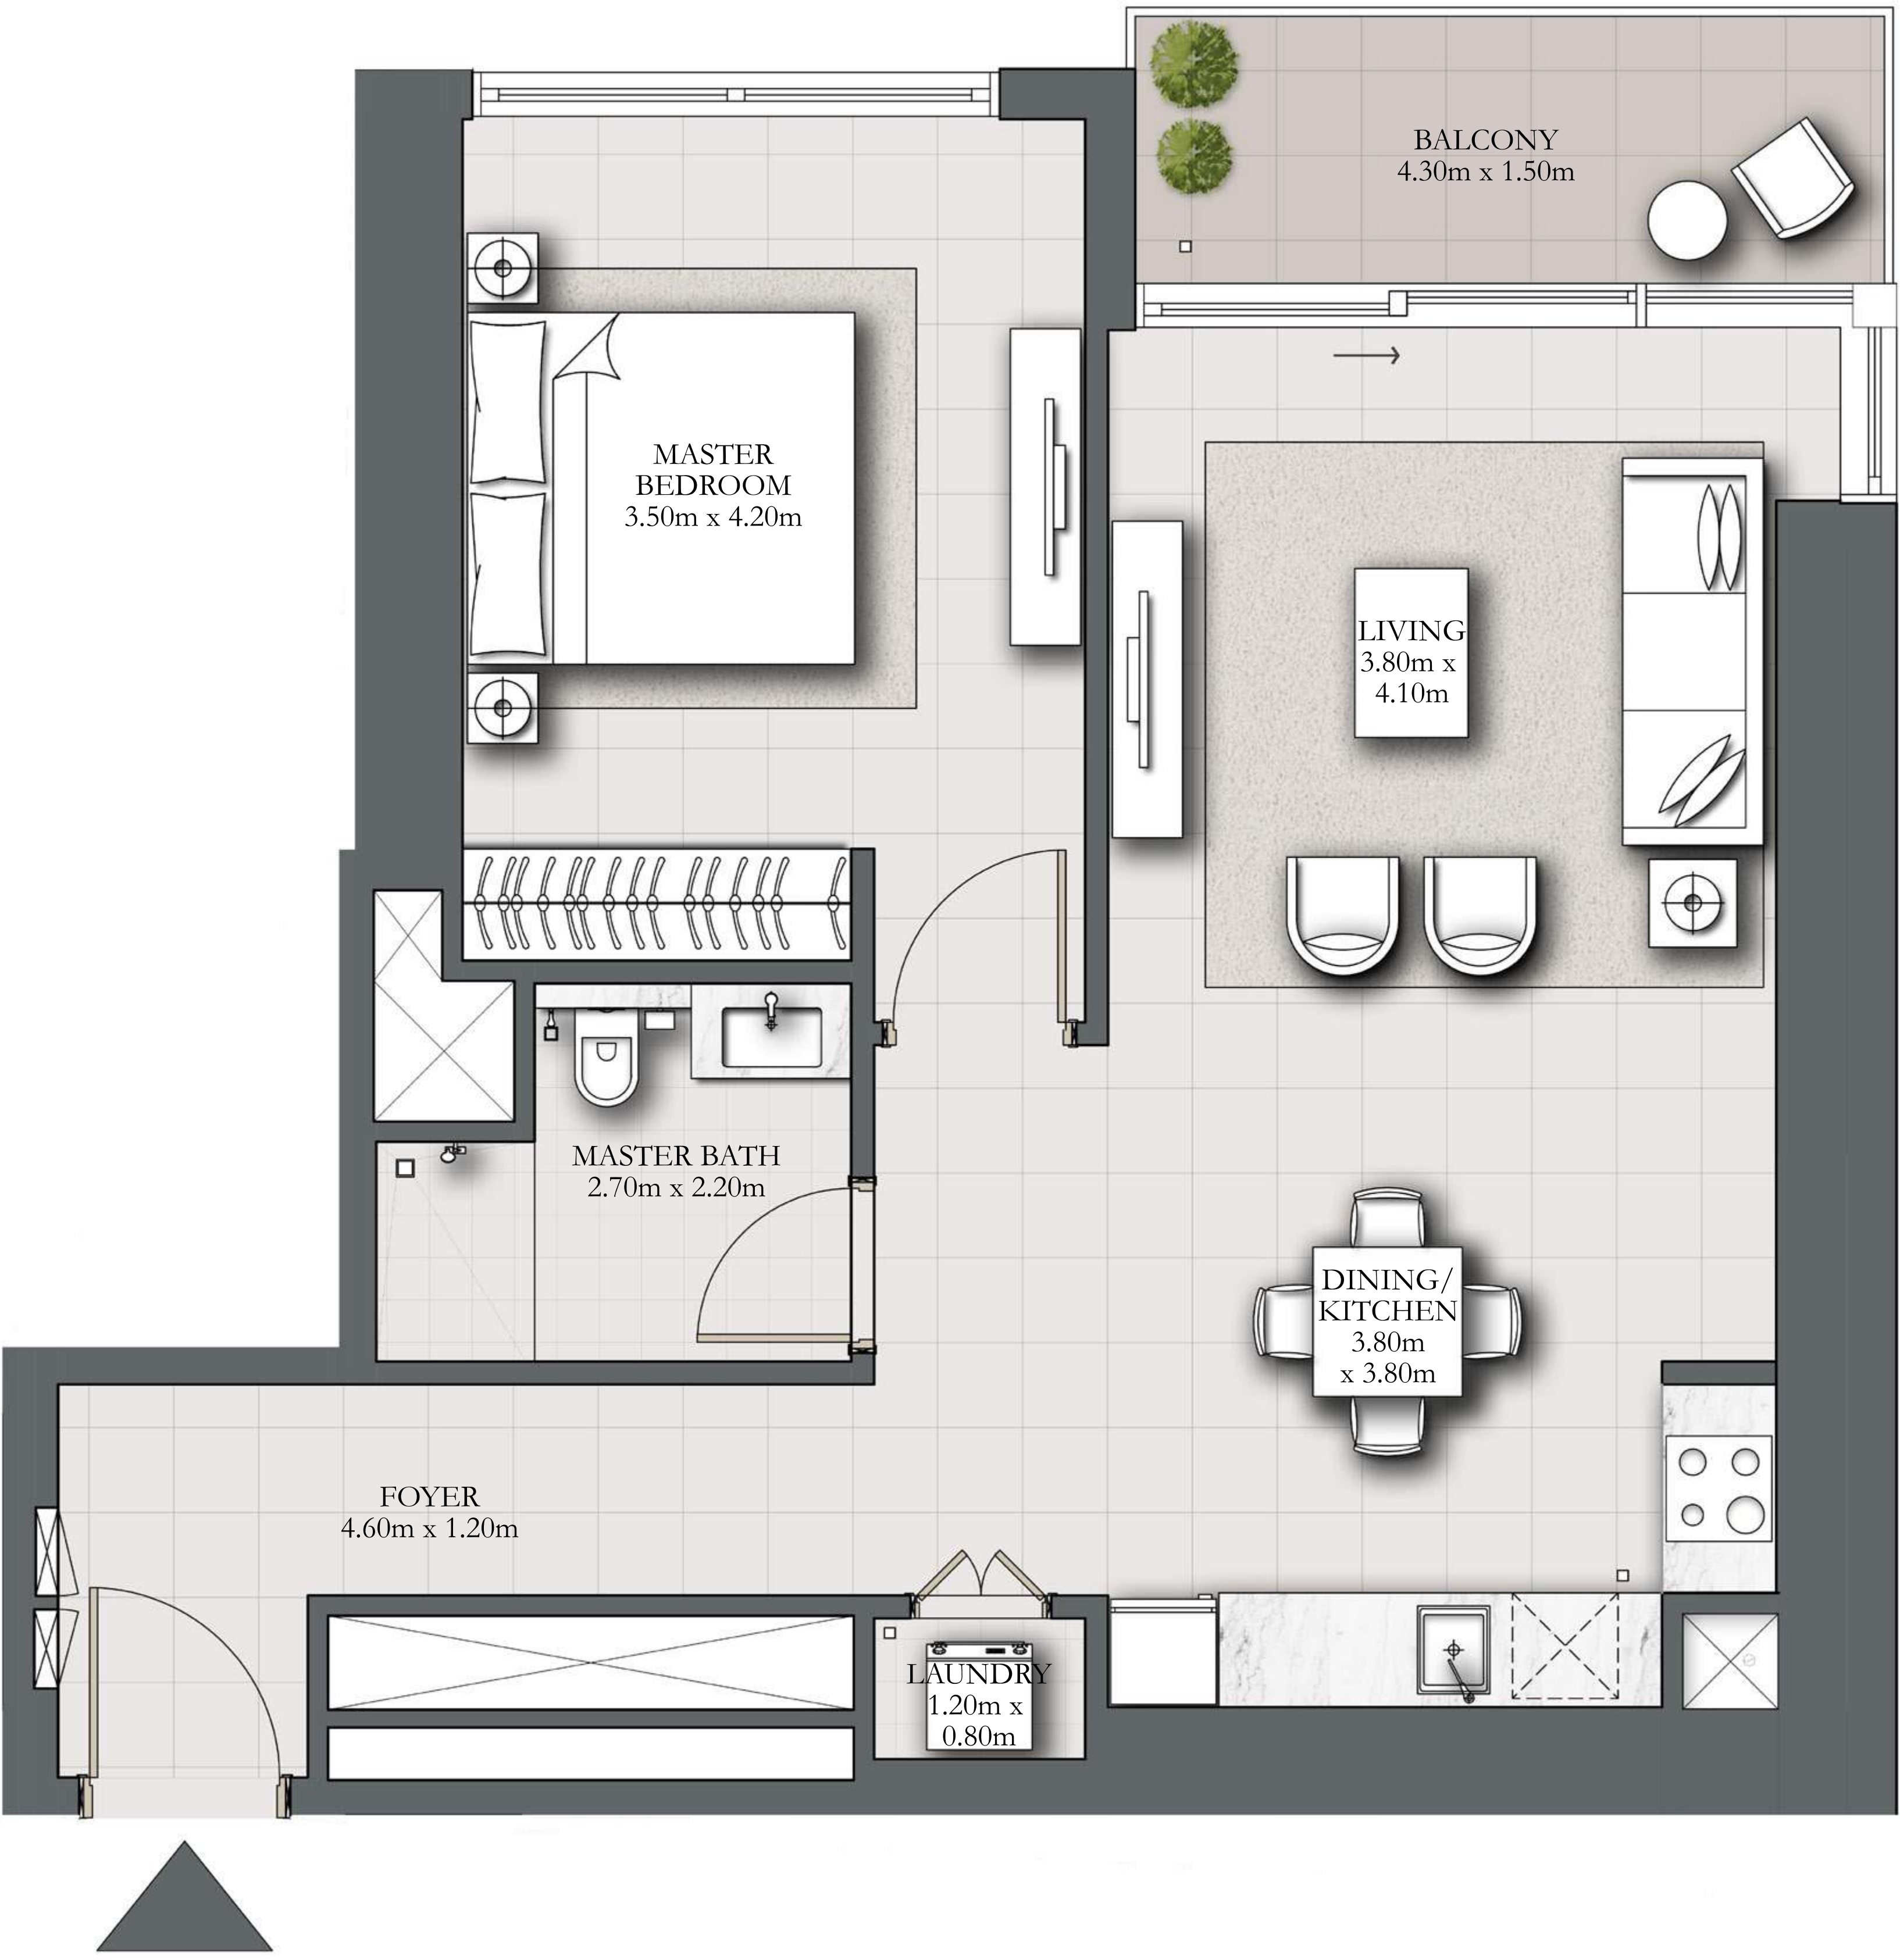 BALCONY
4.30m x 1.50m
MASTER
BEDROOM
3.50m x 4.20m
LIVING
3.80m x
4.10m
MASTER BATH
2.70m x 2.20m
DINING/
KITCHEN
3.80m
x 3.80m
FOYER
4.60m x 1.20m
LAUNDRY
1.20m x
0.80m